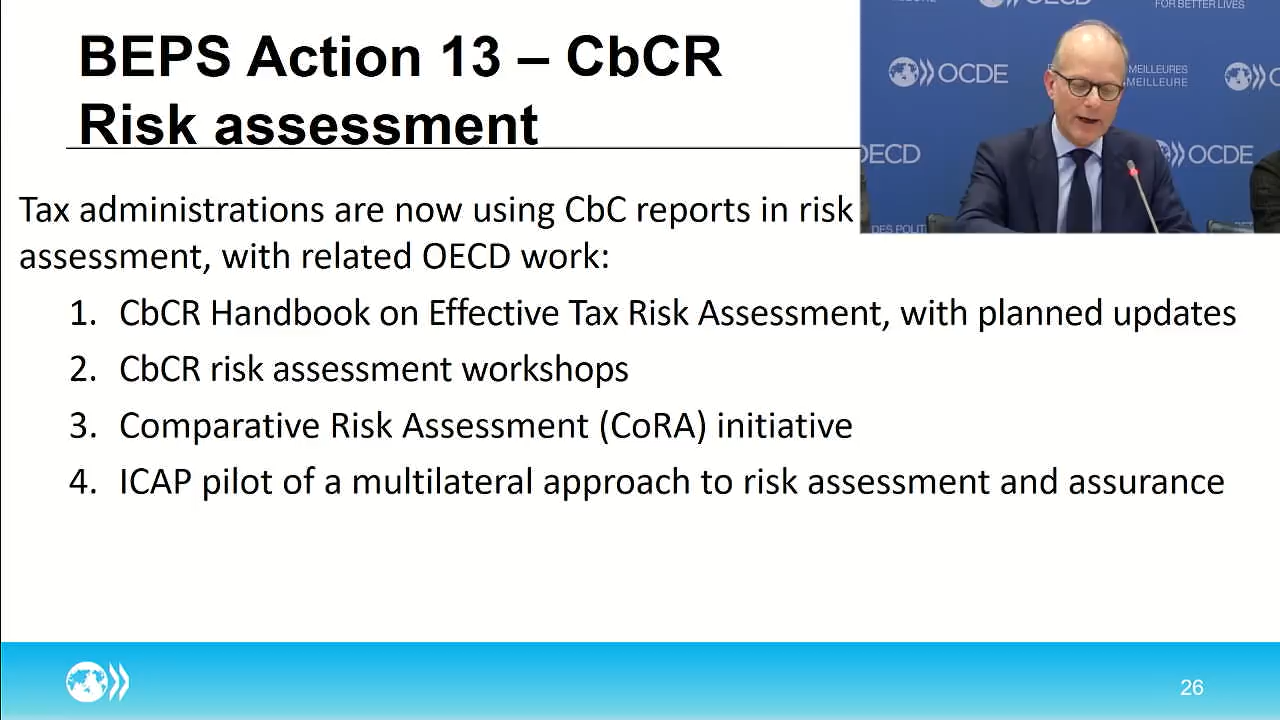 BEPS Action 13 – CbCR
Risk assessment
Tax administrations are now using CbC reports in risk
assessment, with related OECD work:
1. CbCR Handbook on Effective Tax Risk Assessment, with planned updates
2. CbCR risk assessment workshops
3. Comparative Risk Assessment (CoRA) initiative
4. ICAP pilot of a multilateral approach to risk assessment and assurance
26
OECD
FOR BETTER LIVES
OCDE
MEILLEURES
MEILLEURE
OECD
OCDE
DES POLIT